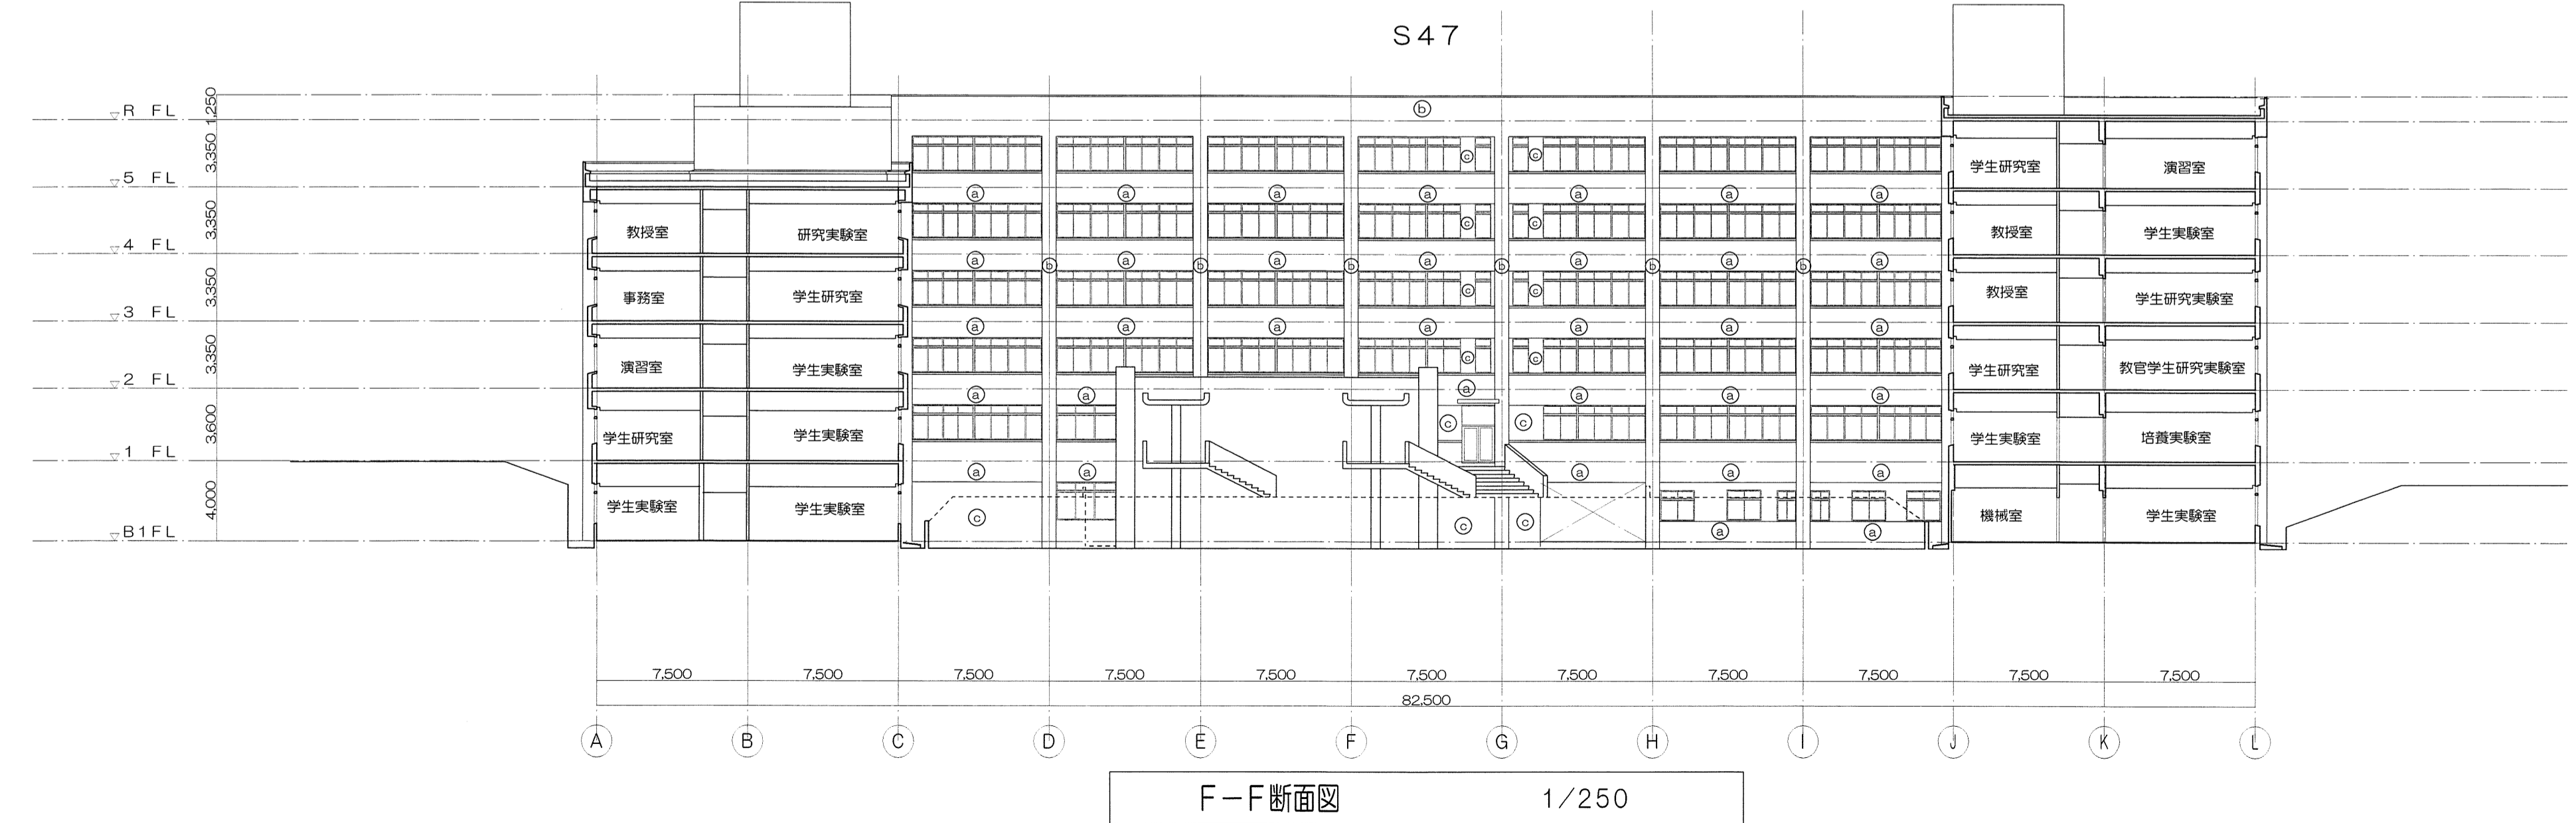 S47
1,250
R FL
ⓑ
3,350
ⓒ ⓒ
学生研究室 演習室
5 FL
ⓐ ⓐ ⓐ ⓐ ⓐ ⓐ ⓐ
3,350
教授室 研究実験室 ⓒ ⓒ 教授室 学生実験室
4 FL
ⓐ ⓐ ⓐ ⓐ ⓐ ⓐ ⓐ
ⓑ ⓑ ⓑ ⓑ ⓑ ⓑ
3,350
事務室 学生研究室 ⓒ ⓒ 教授室 学生研究実験室
3 FL
ⓐ ⓐ ⓐ ⓐ ⓐ ⓐ ⓐ
3,350
演習室 学生実験室 ⓒ ⓒ 学生研究室 教官学生研究実験室
2 FL
ⓐ ⓐ ⓐ ⓐ ⓐ ⓐ
3,600
学生研究室 学生実験室 ⓒ ⓒ 学生実験室 培養実験室
1 FL
ⓐ ⓐ ⓐ ⓐ ⓐ
4,000
学生実験室 学生実験室 ⓒ ⓒ ⓒ 機械室 学生実験室
B1FL
ⓐ ⓐ
7,500 7,500 7,500 7,500 7,500 7,500 7,500 7,500 7,500 7,500 7,500
82,500
A B C D E F G H I J K L
F－F断面図 1/250